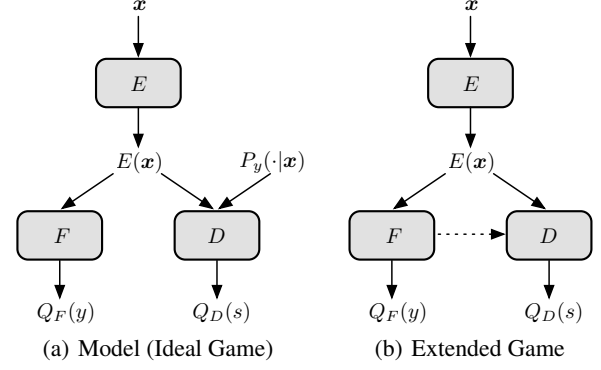 x x
E E
E(x) P_y(·|x) E(x)
F D F D
Q_F(y) Q_D(s) Q_F(y) Q_D(s)
(a) Model (Ideal Game) (b) Extended Game